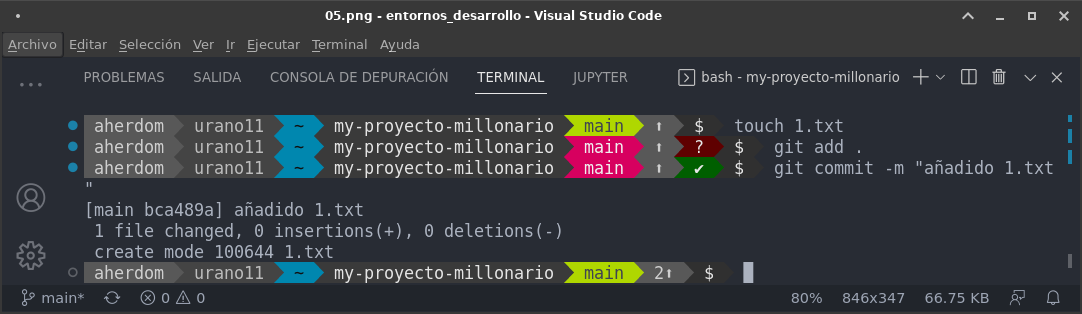 05.png - entornos_desarrollo - Visual Studio Code
Archivo Editar Selección Ver Ir Ejecutar Terminal Ayuda
PROBLEMAS SALIDA CONSOLA DE DEPURACIÓN TERMINAL JUPYTER bash - my-proyecto-millonario
aherdom urano11 ~ my-proyecto-millonario main ⬆ $ touch 1.txt
aherdom urano11 ~ my-proyecto-millonario main ⬆ ? $ git add .
aherdom urano11 ~ my-proyecto-millonario main ⬆ ✔ $ git commit -m "añadido 1.txt
"
[main bca489a] añadido 1.txt
1 file changed, 0 insertions(+), 0 deletions(-)
create mode 100644 1.txt
aherdom urano11 ~ my-proyecto-millonario main 2⬆ $
main* 0 0 80% 846x347 66.75 KB